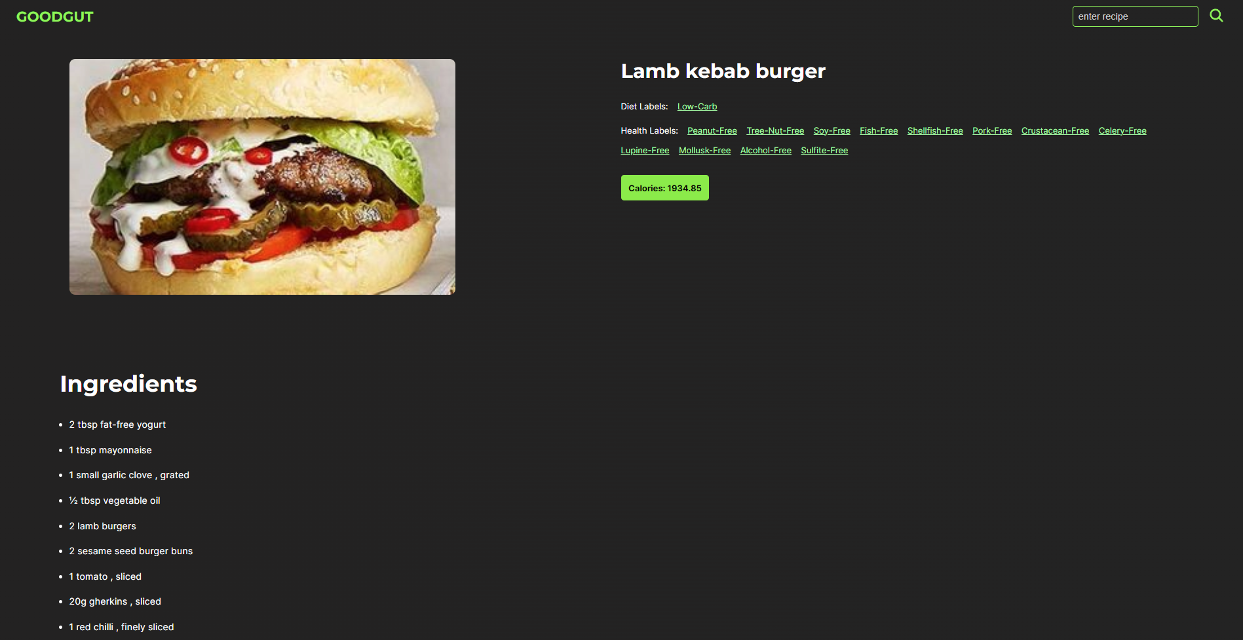 GOODGUT
enter recipe
Lamb kebab burger
Diet Labels: Low-Carb
Health Labels: Peanut-Free Tree-Nut-Free Soy-Free Fish-Free Shellfish-Free Pork-Free Crustacean-Free Celery-Free
Lupine-Free Mollusk-Free Alcohol-Free Sulfite-Free
Calories: 1934.85
Ingredients
• 2 tbsp fat-free yogurt
• 1 tbsp mayonnaise
• 1 small garlic clove , grated
• ½ tbsp vegetable oil
• 2 lamb burgers
• 2 sesame seed burger buns
• 1 tomato , sliced
• 20g gherkins , sliced
• 1 red chilli , finely sliced